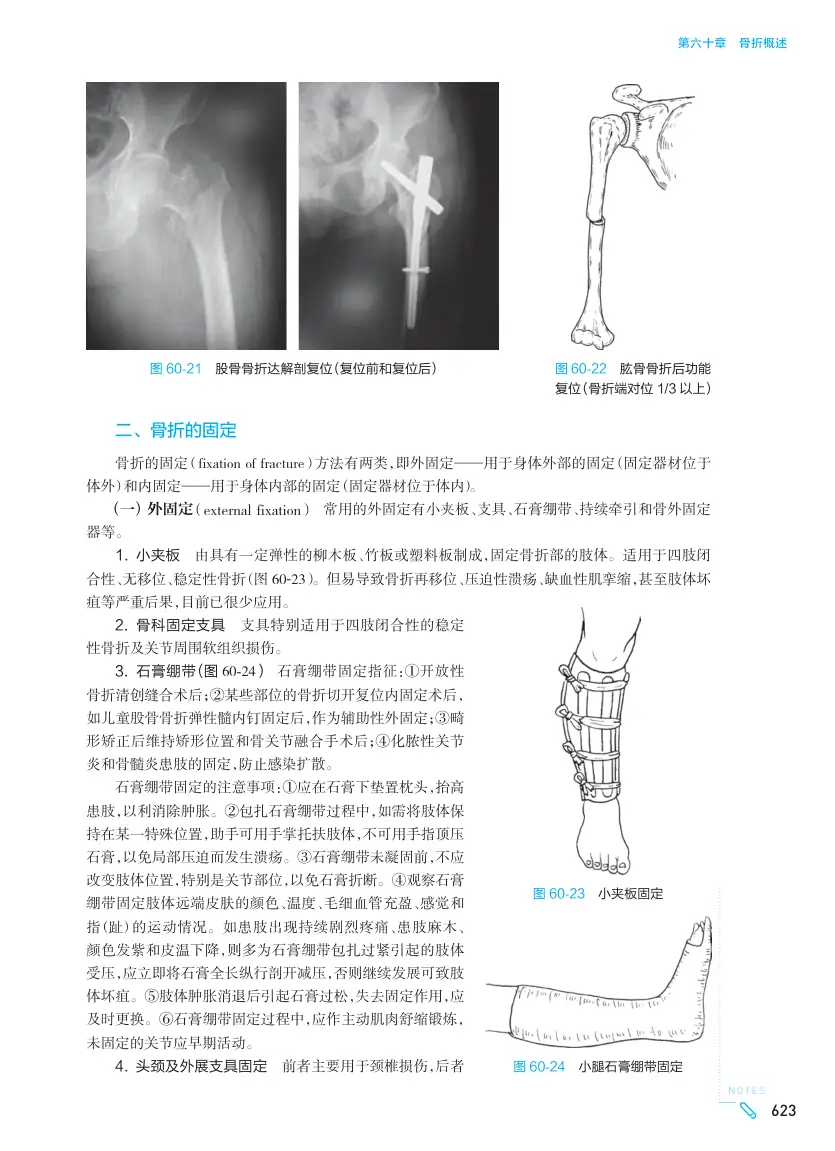 第六十章 骨折概述
图 60-21 股骨骨折达解剖复位(复位前和复位后)
图 60-22 肱骨骨折后功能
复位(骨折端对位 1/3 以上)
二、骨折的固定
骨折的固定(fixation of fracture)方法有两类,即外固定——用于身体外部的固定(固定器材位于
体外)和内固定——用于身体内部的固定(固定器材位于体内)。
(一) 外固定(external fixation) 常用的外固定有小夹板、支具、石膏绷带、持续牵引和骨外固定
器等。
1. 小夹板 由具有一定弹性的柳木板、竹板或塑料板制成,固定骨折部的肢体。适用于四肢闭
合性、无移位、稳定性骨折(图 60-23)。但易导致骨折再移位、压迫性溃疡、缺血性肌挛缩,甚至肢体坏
疽等严重后果,目前已很少应用。
2. 骨科固定支具 支具特别适用于四肢闭合性的稳定
性骨折及关节周围软组织损伤。
3. 石膏绷带(图 60-24) 石膏绷带固定指征:①开放性
骨折清创缝合术后;②某些部位的骨折切开复位内固定术后,
如儿童股骨骨折弹性髓内钉固定后,作为辅助性外固定;③畸
形矫正后维持矫形位置和骨关节融合手术后;④化脓性关节
炎和骨髓炎患肢的固定,防止感染扩散。
石膏绷带固定的注意事项:①应在石膏下垫置枕头,抬高
患肢,以利消除肿胀。②包扎石膏绷带过程中,如需将肢体保
持在某一特殊位置,助手可用手掌托扶肢体,不可用手指顶压
石膏,以免局部压迫而发生溃疡。③石膏绷带未凝固前,不应
改变肢体位置,特别是关节部位,以免石膏折断。④观察石膏
绷带固定肢体远端皮肤的颜色、温度、毛细血管充盈、感觉和
指(趾)的运动情况。如患肢出现持续剧烈疼痛、患肢麻木、
颜色发紫和皮温下降,则多为石膏绷带包扎过紧引起的肢体
受压,应立即将石膏全长纵行剖开减压,否则继续发展可致肢
体坏疽。⑤肢体肿胀消退后引起石膏过松,失去固定作用,应
及时更换。⑥石膏绷带固定过程中,应作主动肌肉舒缩锻炼,
未固定的关节应早期活动。
4. 头颈及外展支具固定 前者主要用于颈椎损伤,后者
图 60-23 小夹板固定
图 60-24 小腿石膏绷带固定
NOTES
623